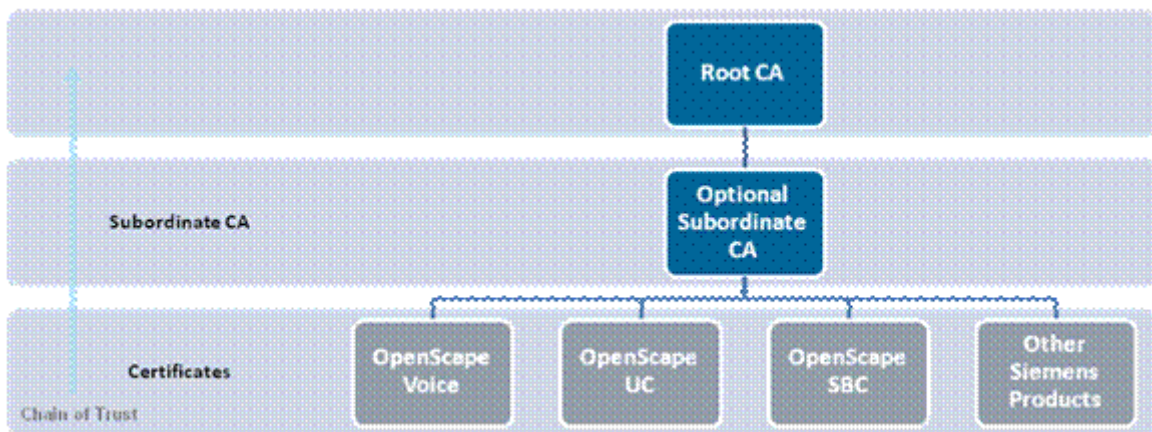 Root CA
Subordinate CA
Optional
Subordinate
CA
Certificates
OpenScape
Voice
OpenScape
UC
OpenScape
SBC
Other
Siemens
Products
Chain of Trust